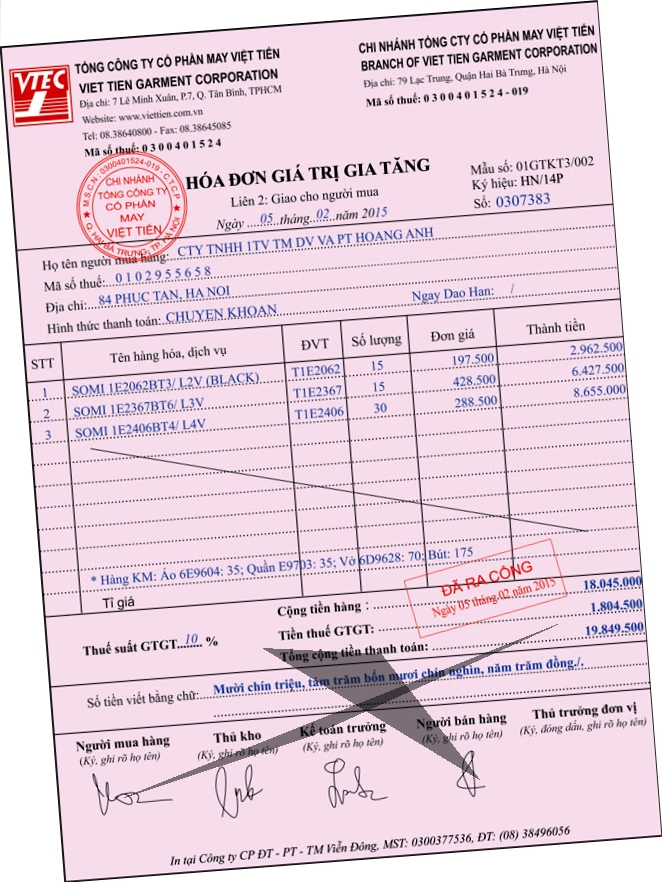 VTEC
TỔNG CÔNG TY CỔ PHẦN MAY VIỆT TIẾN
VIET TIEN GARMENT CORPORATION
Địa chỉ: 7 Lê Minh Xuân, P.7, Q. Tân Bình, TPHCM
Website: www.viettien.com.vn
Tel: 08.38640800 - Fax: 08.38645085
Mã số thuế: 0 3 0 0 4 0 1 5 2 4
CHI NHÁNH TỔNG CTY CỔ PHẦN MAY VIỆT TIẾN
BRANCH OF VIET TIEN GARMENT CORPORATION
Địa chỉ: 79 Lạc Trung, Quận Hai Bà Trưng, Hà Nội
Mã số thuế: 0 3 0 0 4 0 1 5 2 4 - 019
M.S.C.N: 0300401524-019-C.T.C.P
CHI NHÁNH
TỔNG CÔNG TY
CỔ PHẦN
MAY
VIỆT TIẾN
Q. HAI BÀ TRƯNG, TP. HÀ NỘI
HÓA ĐƠN GIÁ TRỊ GIA TĂNG
Liên 2: Giao cho người mua
Ngày ...05...tháng...02..năm 2015
Mẫu số: 01GTKT3/002
Ký hiệu: HN/14P
Số: 0307383
Họ tên người mua hàng: CTY TNHH 1TV TM DV VA PT HOANG ANH
Mã số thuế: 0 1 0 2 9 5 5 6 5 8
Địa chỉ: 84 PHUC TAN, HA NOI
Hình thức thanh toán: CHUYEN KHOAN Ngay Dao Han: /
STT Tên hàng hóa, dịch vụ ĐVT Số lượng Đơn giá Thành tiền
1 SOMI 1E2062BT3/ L2V (BLACK) T1E2062 15 197.500 2.962.500
2 SOMI 1E2367BT6/ L3V T1E2367 15 428.500 6.427.500
3 SOMI 1E2406BT4/ L4V T1E2406 30 288.500 8.655.000
* Hàng KM: Áo 6E9604: 35; Quần E9703: 35; Vớ 6D9628: 70; Bút: 175
Tỉ giá
ĐÃ RA CỔNG
Ngày 05 tháng 02 năm 2015
Cộng tiền hàng : 18.045.000
Thuế suất GTGT...10... % Tiền thuế GTGT: 1.804.500
Tổng cộng tiền thanh toán: 19.849.500
Số tiền viết bằng chữ: Mười chín triệu, tám trăm bốn mươi chín nghìn, năm trăm đồng./.
Người mua hàng Thủ kho Kế toán trưởng Người bán hàng Thủ trưởng đơn vị
(Ký, ghi rõ họ tên) (Ký, ghi rõ họ tên) (Ký, ghi rõ họ tên) (Ký, ghi rõ họ tên) (Ký, đóng dấu, ghi rõ họ tên)
In tại Công ty CP ĐT - PT - TM Viễn Đông, MST: 0300377536, ĐT: (08) 38496056